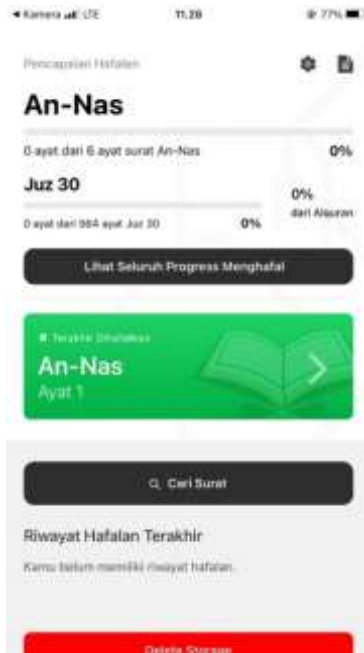 Kamera LTE 11.28 77%
Pencapaian Hafalan
An-Nas
0 ayat dari 6 ayat surat An-Nas 0%
Juz 30
0% dari Alquran
0 ayat dari 564 ayat Juz 30 0%
Lihat Seluruh Progress Menghafal
Terakhir
An-Nas
Ayat 1
Cari Surat
Riwayat Hafalan Terakhir
Kamu belum memiliki riwayat hafalan.
Delete Storage